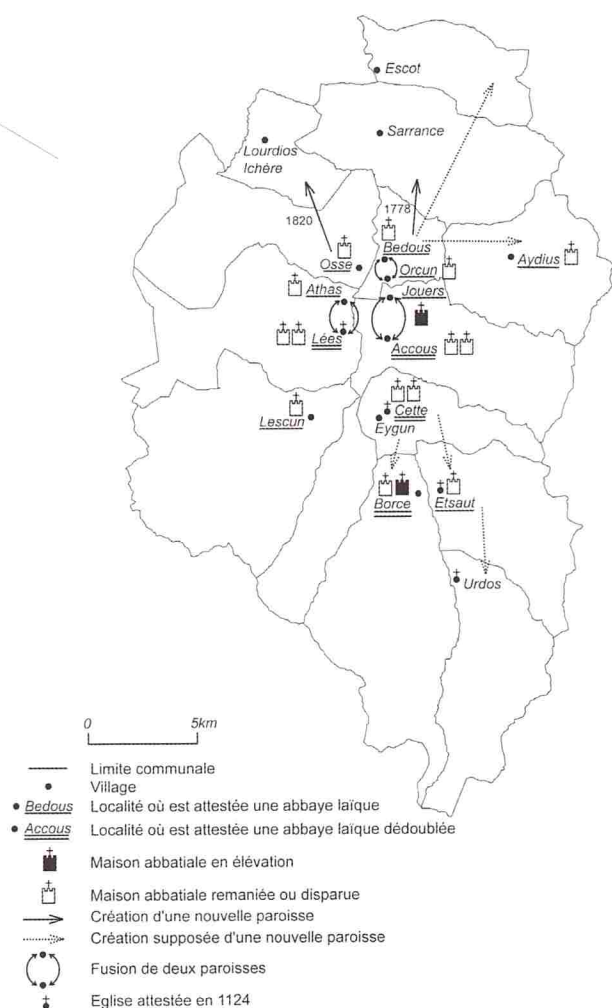 Escot
Sarrance
Lourdios
Ichère
1820
1778
Osse
Bedous
Orcun
Aydius
Athas
Jouers
Lées
Accous
Lescun
Cette
Eygun
Borce
Etsaut
Urdos
0 5km
Limite communale
Village
Bedous Localité où est attestée une abbaye laïque
Accous Localité où est attestée une abbaye laïque dédoublée
Maison abbatiale en élévation
Maison abbatiale remaniée ou disparue
Création d'une nouvelle paroisse
Création supposée d'une nouvelle paroisse
Fusion de deux paroisses
Eglise attestée en 1124